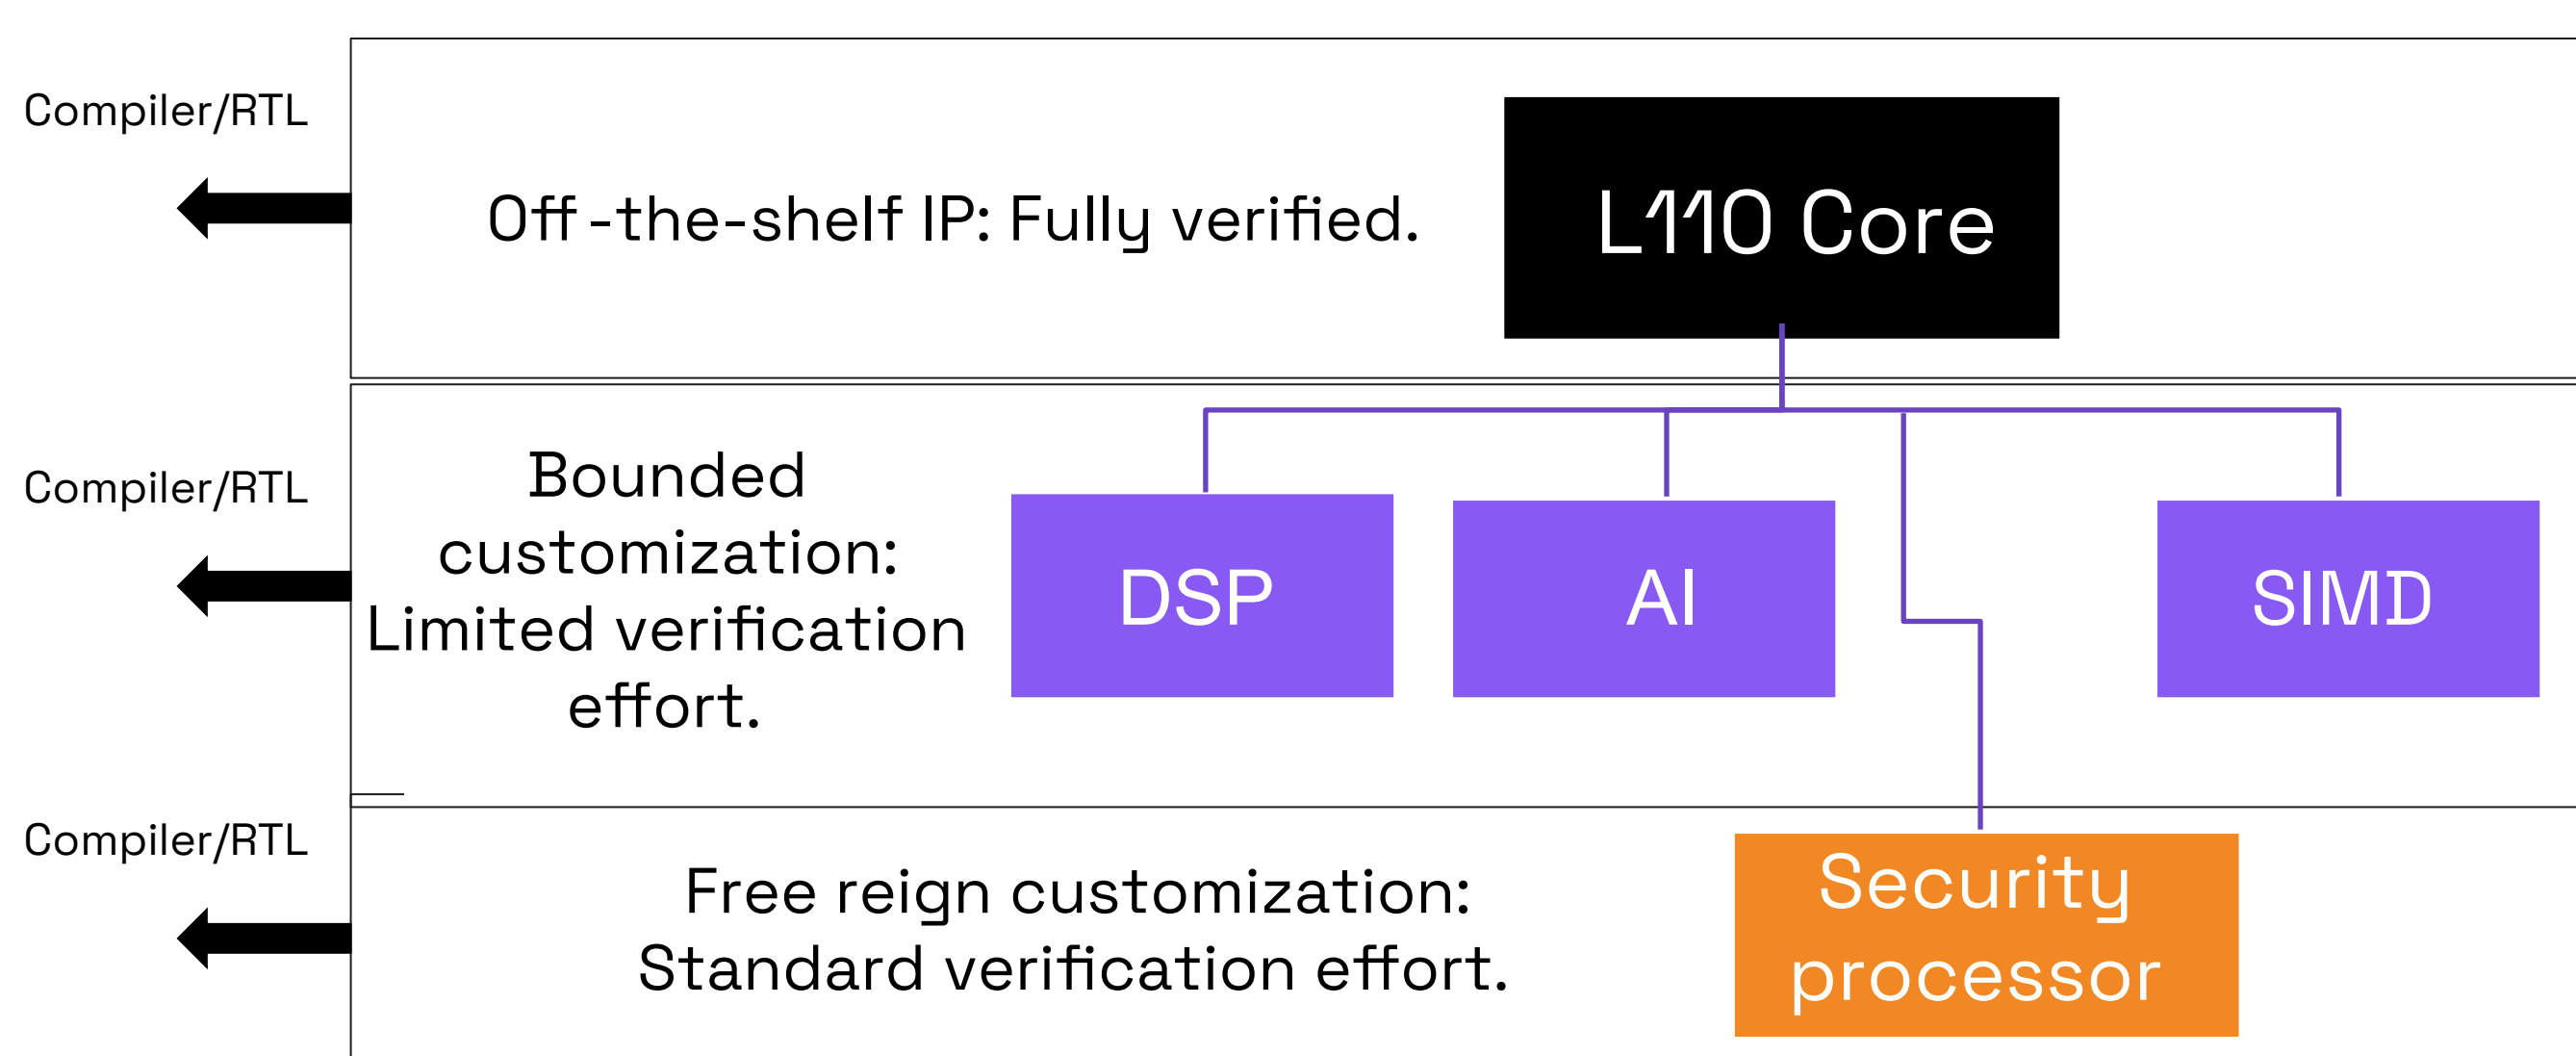 Compiler/RTL
Off-the-shelf IP: Fully verified.
L110 Core
Compiler/RTL
Bounded
customization:
Limited verification
effort.
DSP
AI
SIMD
Compiler/RTL
Free reign customization:
Standard verification effort.
Security
processor